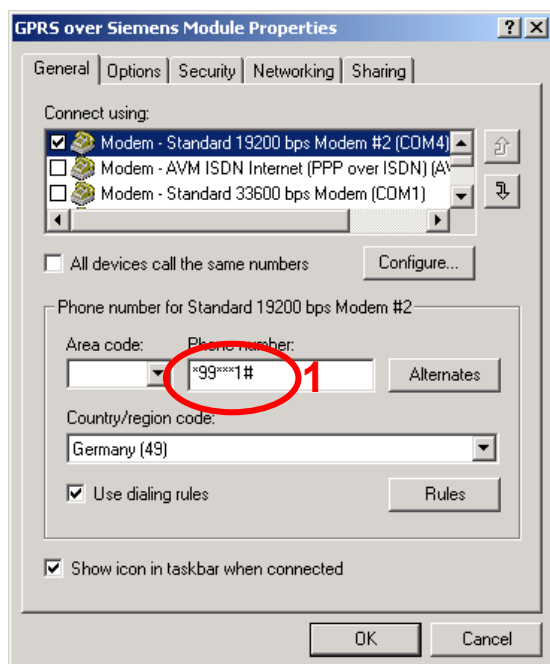 GPRS over Siemens Module Properties
General Options Security Networking Sharing
Connect using:
Modem - Standard 19200 bps Modem #2 (COM4)
Modem - AVM ISDN Internet (PPP over ISDN) (AV
Modem - Standard 33600 bps Modem (COM1)
All devices call the same numbers Configure...
Phone number for Standard 19200 bps Modem #2
Area code: Phone number:
*99***1# 1 Alternates
Country/region code:
Germany (49)
Use dialing rules Rules
Show icon in taskbar when connected
OK Cancel